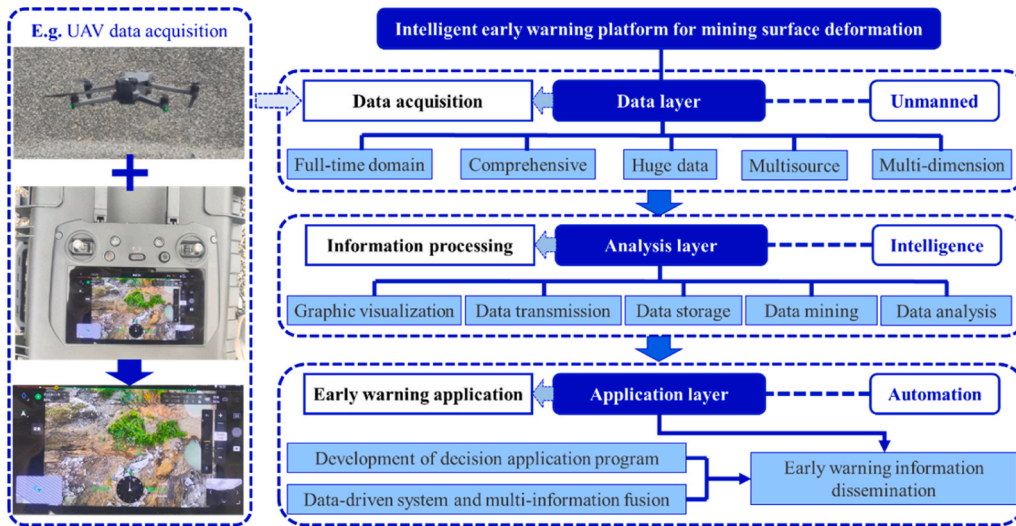 E.g. UAV data acquisition
Intelligent early warning platform for mining surface deformation
Data acquisition
Data layer
Unmanned
Full-time domain
Comprehensive
Huge data
Multisource
Multi-dimension
Information processing
Analysis layer
Intelligence
Graphic visualization
Data transmission
Data storage
Data mining
Data analysis
Early warning application
Application layer
Automation
Development of decision application program
Data-driven system and multi-information fusion
Early warning information
dissemination